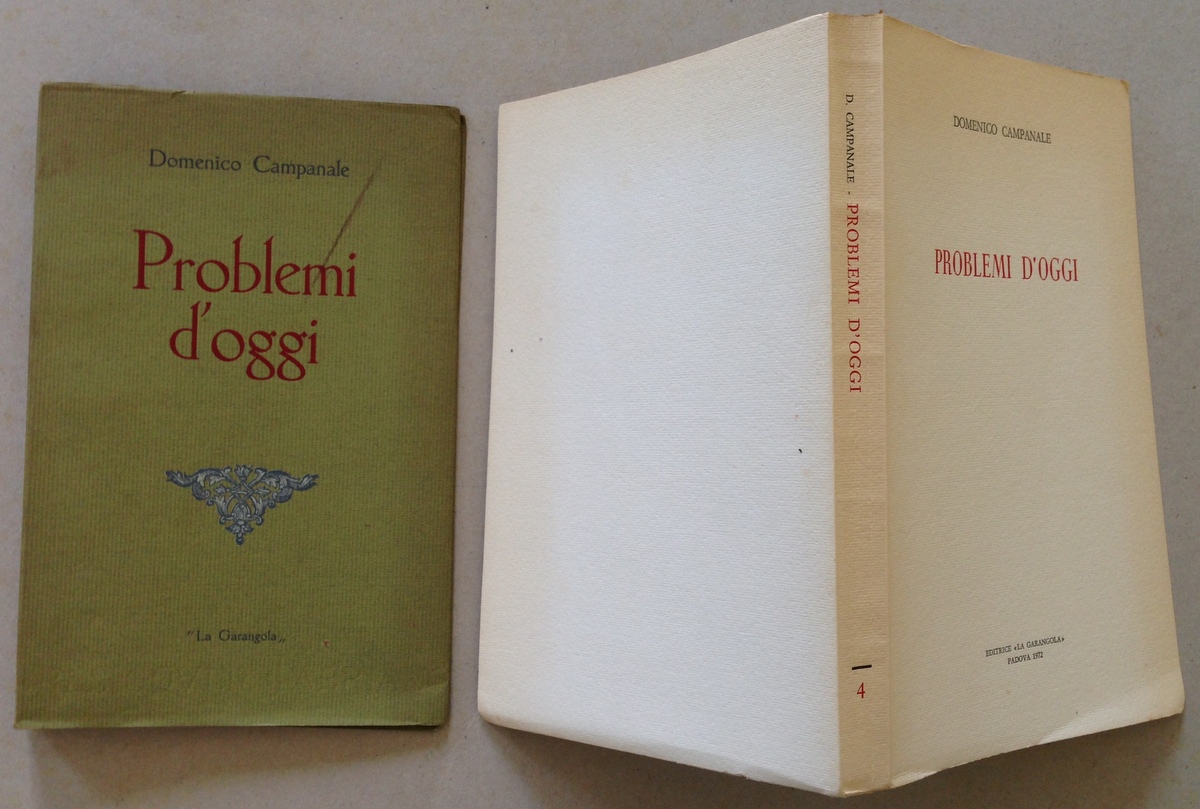 Domenico Campanale
Problemi
d'oggi
"La Garangola„
D. CAMPANALE - PROBLEMI D'OGGI
4
DOMENICO CAMPANALE
PROBLEMI D'OGGI
EDITRICE «LA GARANGOLA»
PADOVA 1972